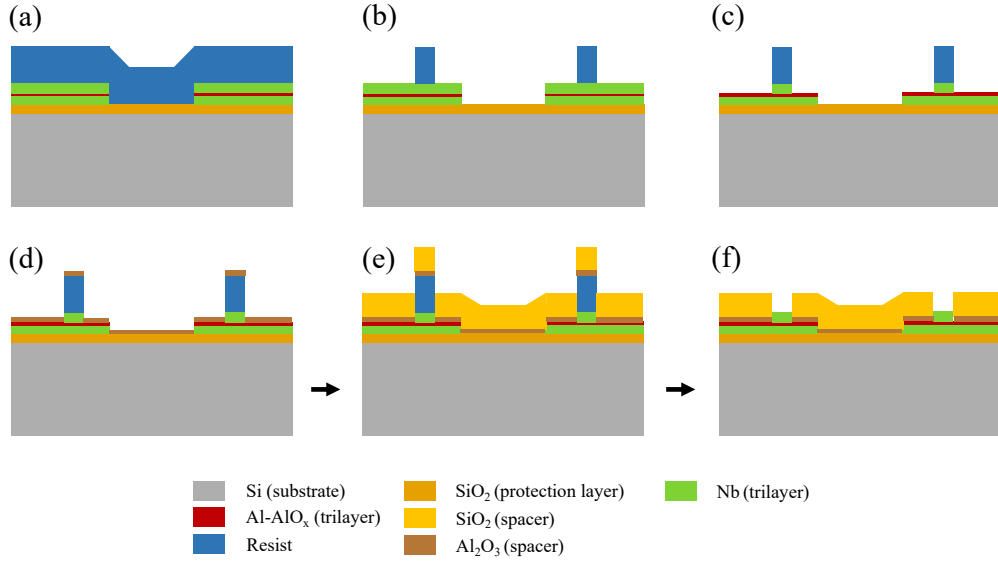 (a)
(b)
(c)
(d)
(e)
(f)
Si (substrate)
SiO₂ (protection layer)
Nb (trilayer)
Al-AlOₓ (trilayer)
SiO₂ (spacer)
Resist
Al₂O₃ (spacer)